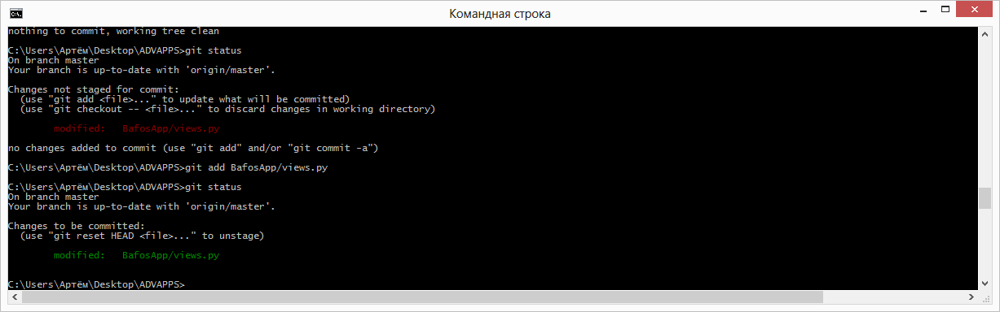 Командная строка
nothing to commit, working tree clean
C:\Users\Артём\Desktop\ADVAPPS>git status
On branch master
Your branch is up-to-date with 'origin/master'.
Changes not staged for commit:
(use "git add <file>..." to update what will be committed)
(use "git checkout -- <file>..." to discard changes in working directory)
modified: BafosApp/views.py
no changes added to commit (use "git add" and/or "git commit -a")
C:\Users\Артём\Desktop\ADVAPPS>git add BafosApp/views.py
C:\Users\Артём\Desktop\ADVAPPS>git status
On branch master
Your branch is up-to-date with 'origin/master'.
Changes to be committed:
(use "git reset HEAD <file>..." to unstage)
modified: BafosApp/views.py
C:\Users\Артём\Desktop\ADVAPPS>